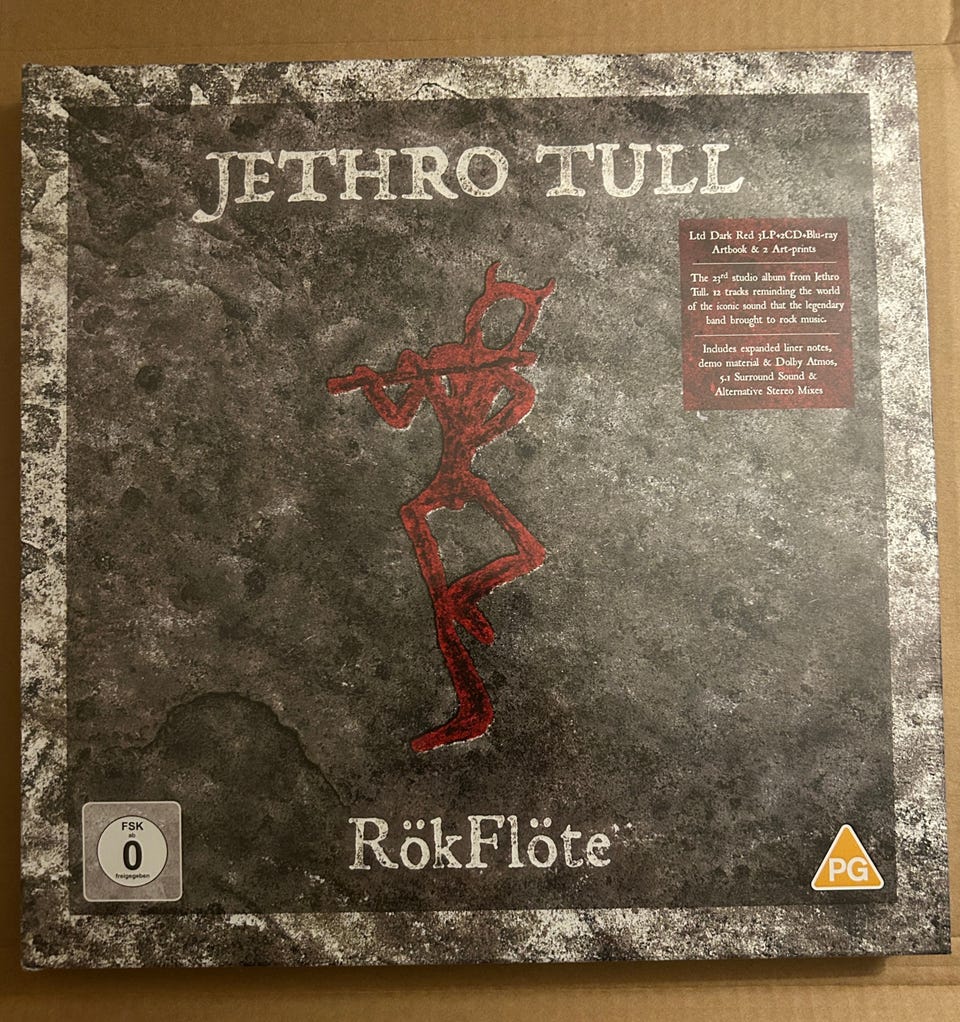 JETHRO TULL
Ltd Dark Red 3LP+2CD+Blu-ray
Artbook & 2 Art-prints
The 23rd studio album from Jethro
Tull. 12 tracks reminding the world
of the iconic sound that the legendary
band brought to rock music.
Includes expanded liner notes,
demo material & Dolby Atmos,
5.1 Surround Sound &
Alternative Stereo Mixes
RökFlöte
FSK
ab
0
freigegeben
PG